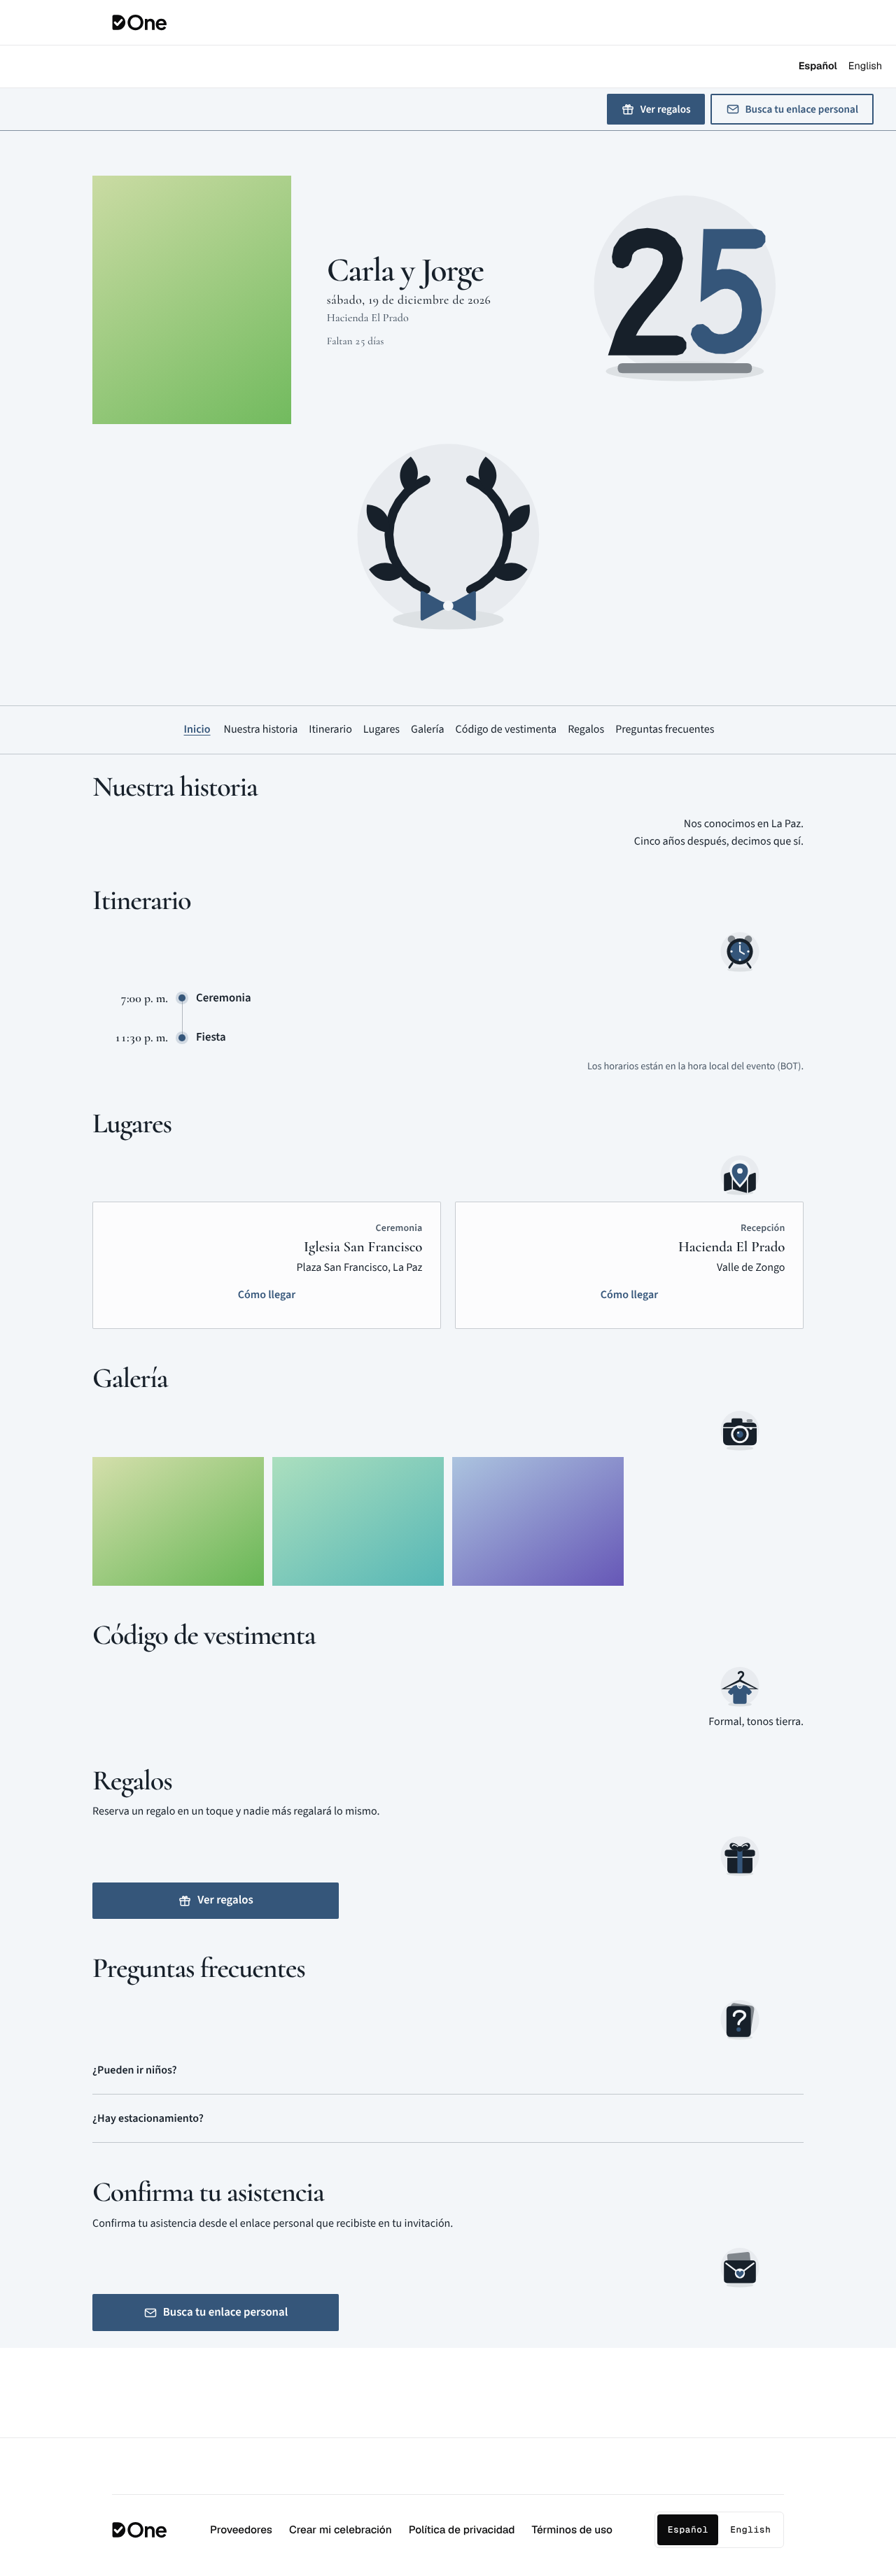 One
Español English
Ver regalos Busca tu enlace personal
Carla y Jorge
sábado, 19 de diciembre de 2026
Hacienda El Prado
Faltan 25 días
25
Inicio Nuestra historia Itinerario Lugares Galería Código de vestimenta Regalos Preguntas frecuentes
Nuestra historia
Nos conocimos en La Paz.
Cinco años después, decimos que sí.
Itinerario
7:00 p. m. Ceremonia
11:30 p. m. Fiesta
Los horarios están en la hora local del evento (BOT).
Lugares
Ceremonia
Iglesia San Francisco
Plaza San Francisco, La Paz
Cómo llegar
Recepción
Hacienda El Prado
Valle de Zongo
Cómo llegar
Galería
Código de vestimenta
Formal, tonos tierra.
Regalos
Reserva un regalo en un toque y nadie más regalará lo mismo.
Ver regalos
Preguntas frecuentes
?
¿Pueden ir niños?
¿Hay estacionamiento?
Confirma tu asistencia
Confirma tu asistencia desde el enlace personal que recibiste en tu invitación.
Busca tu enlace personal
One Proveedores Crear mi celebración Política de privacidad Términos de uso Español English